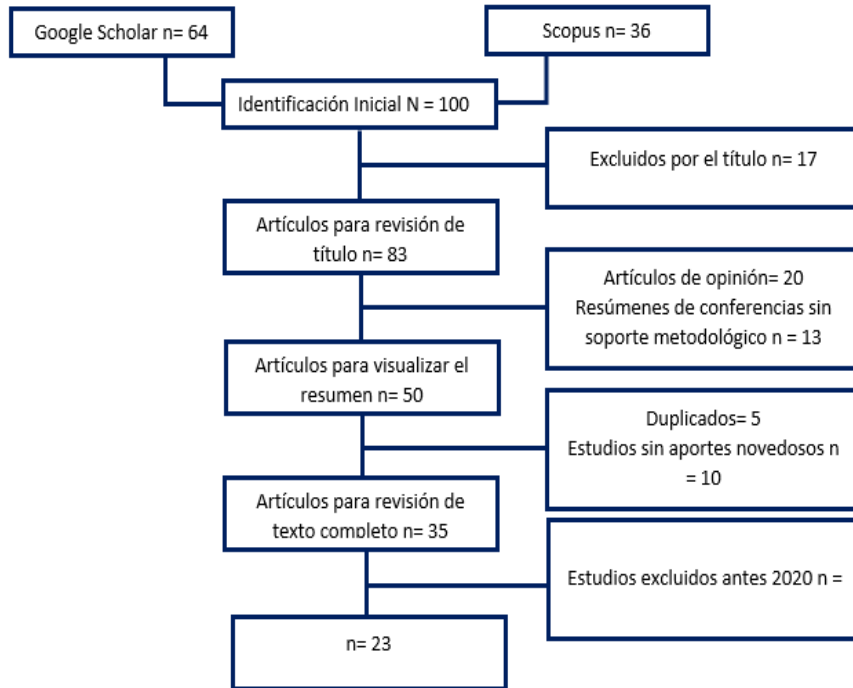 Google Scholar n= 64
Scopus n= 36
Identificación Inicial N = 100
Excluidos por el título n= 17
Artículos para revisión de
título n= 83
Artículos de opinión= 20
Resúmenes de conferencias sin
soporte metodológico n = 13
Artículos para visualizar el
resumen n= 50
Duplicados= 5
Estudios sin aportes novedosos n
= 10
Artículos para revisión de
texto completo n= 35
Estudios excluidos antes 2020 n =
n= 23